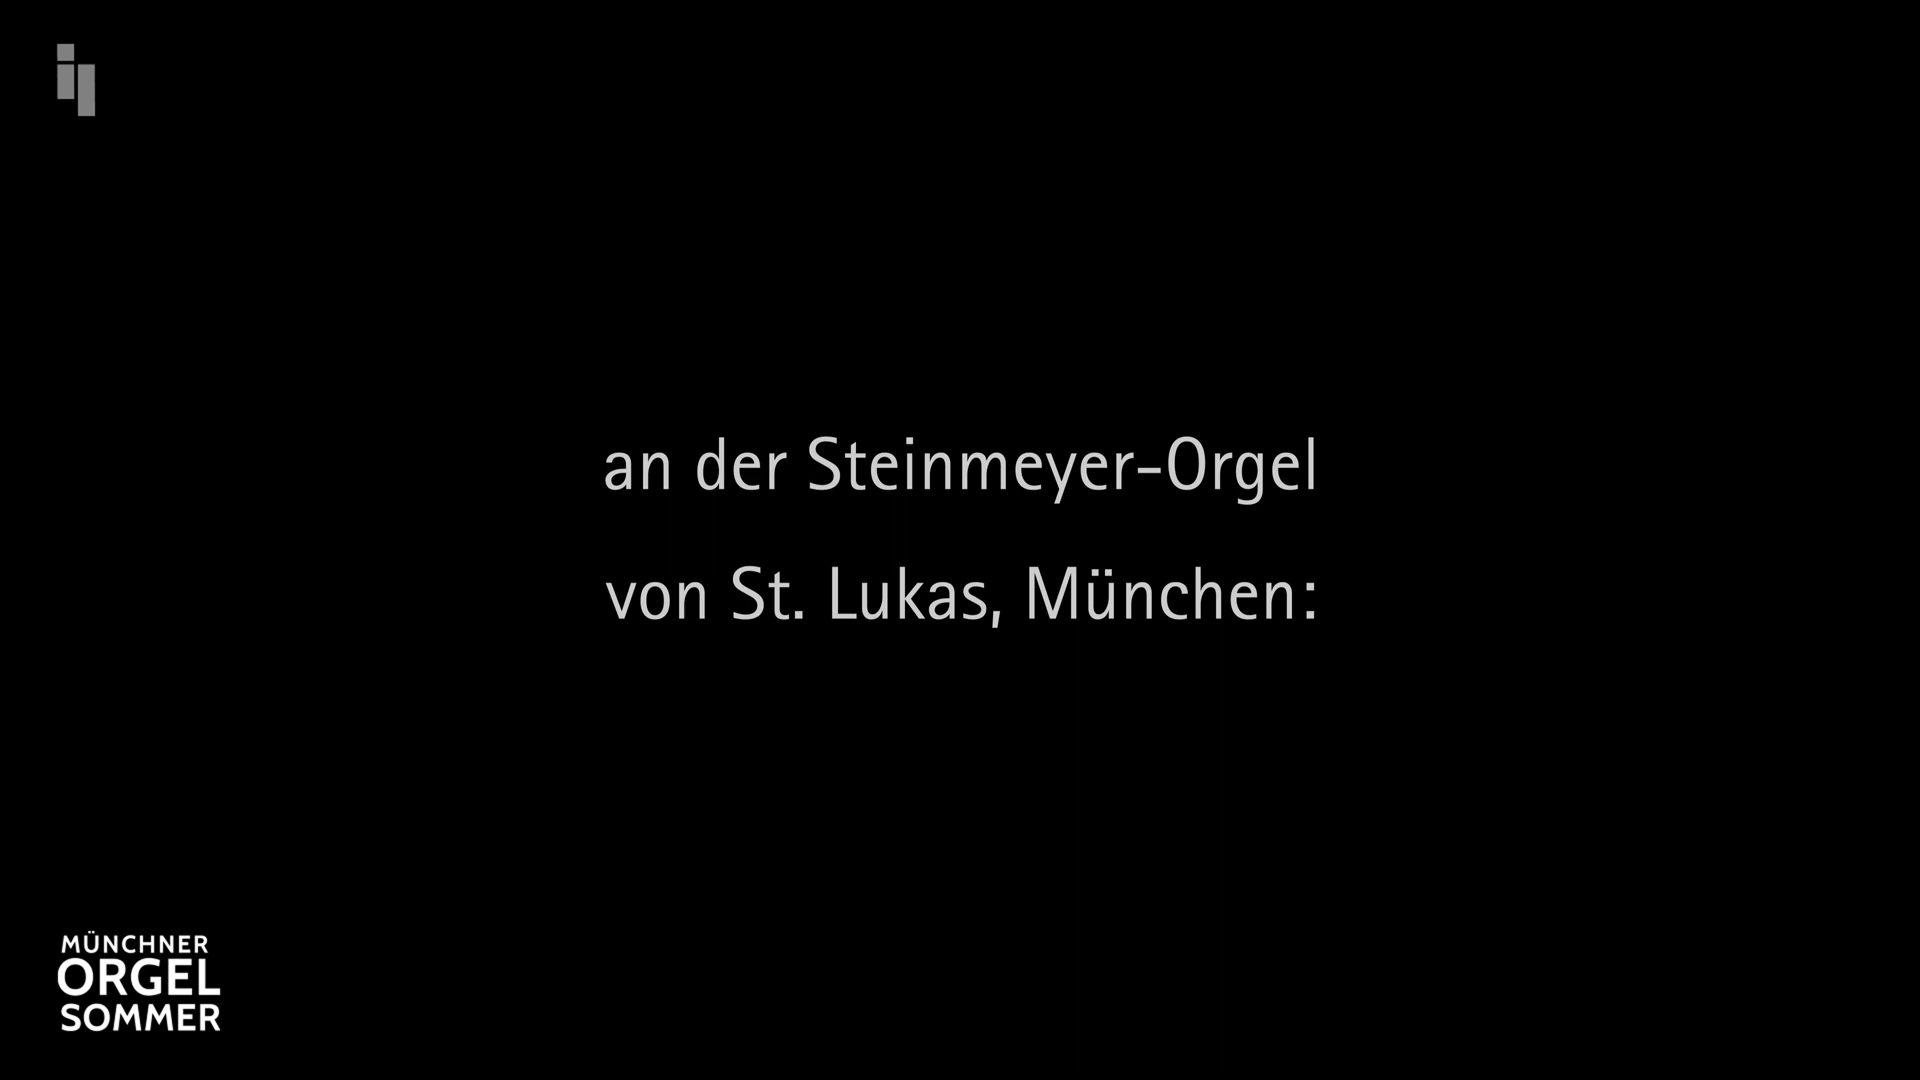 an der Steinmeyer-Orgel
von St. Lukas, München:
MÜNCHNER
ORGEL
SOMMER